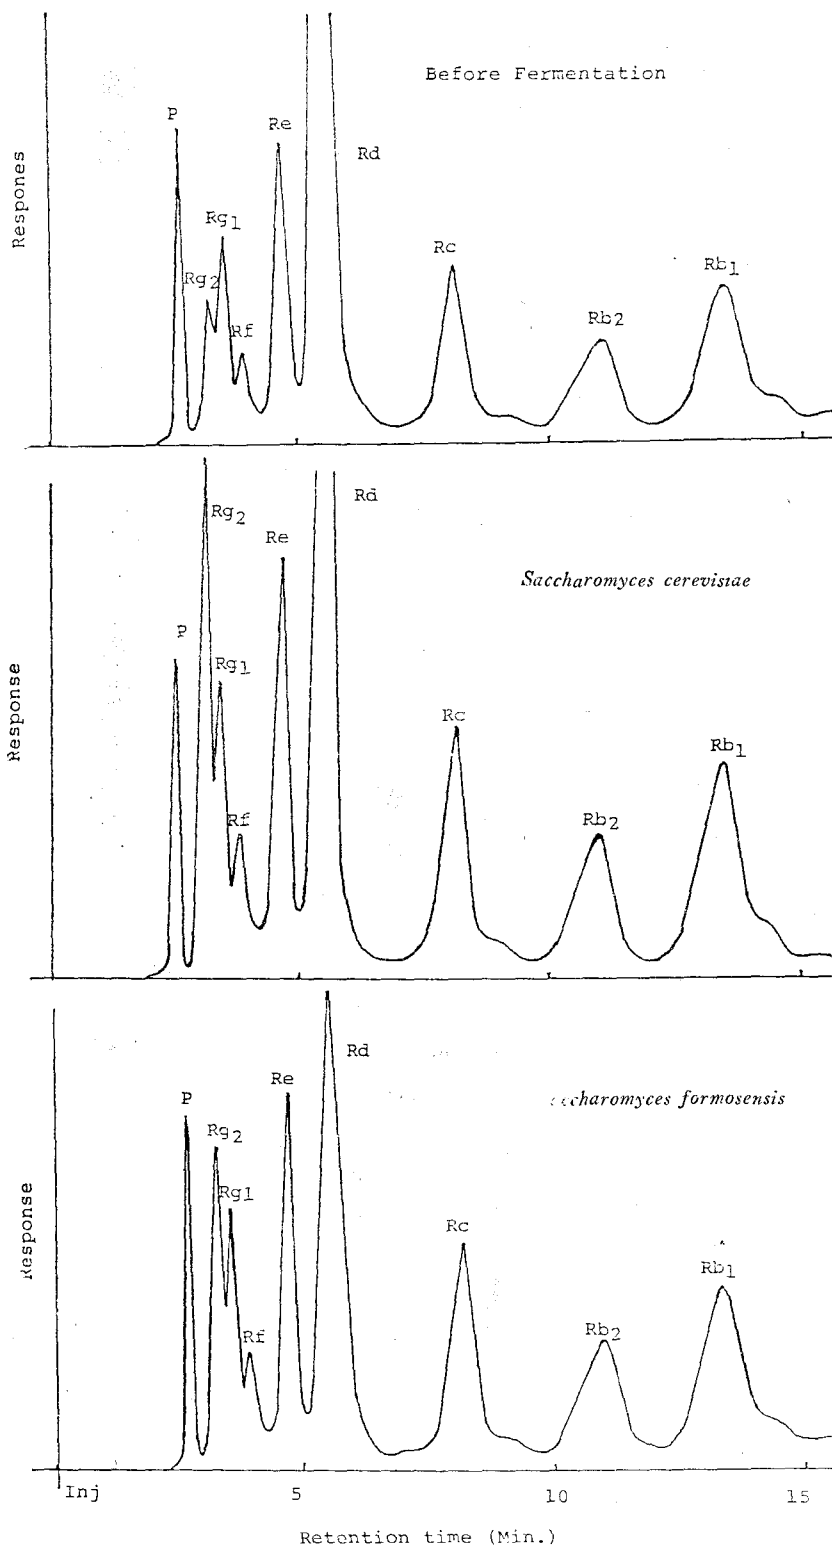 Before Fermentation
P
Re
Rd
Rg1
Rc
Rb1
Rg2
Rb2
Rf
Respones
Rd
Rg2
Re
Saccharomyces cerevisiae
P
Rg1
Rc
Rb1
Rf
Rb2
Response
Rd
Re
P
formosensis
Rg2
Rg1
Rc
Rb1
Rf
Rb2
Response
Inj 5 10 15
Retention time (Min.)